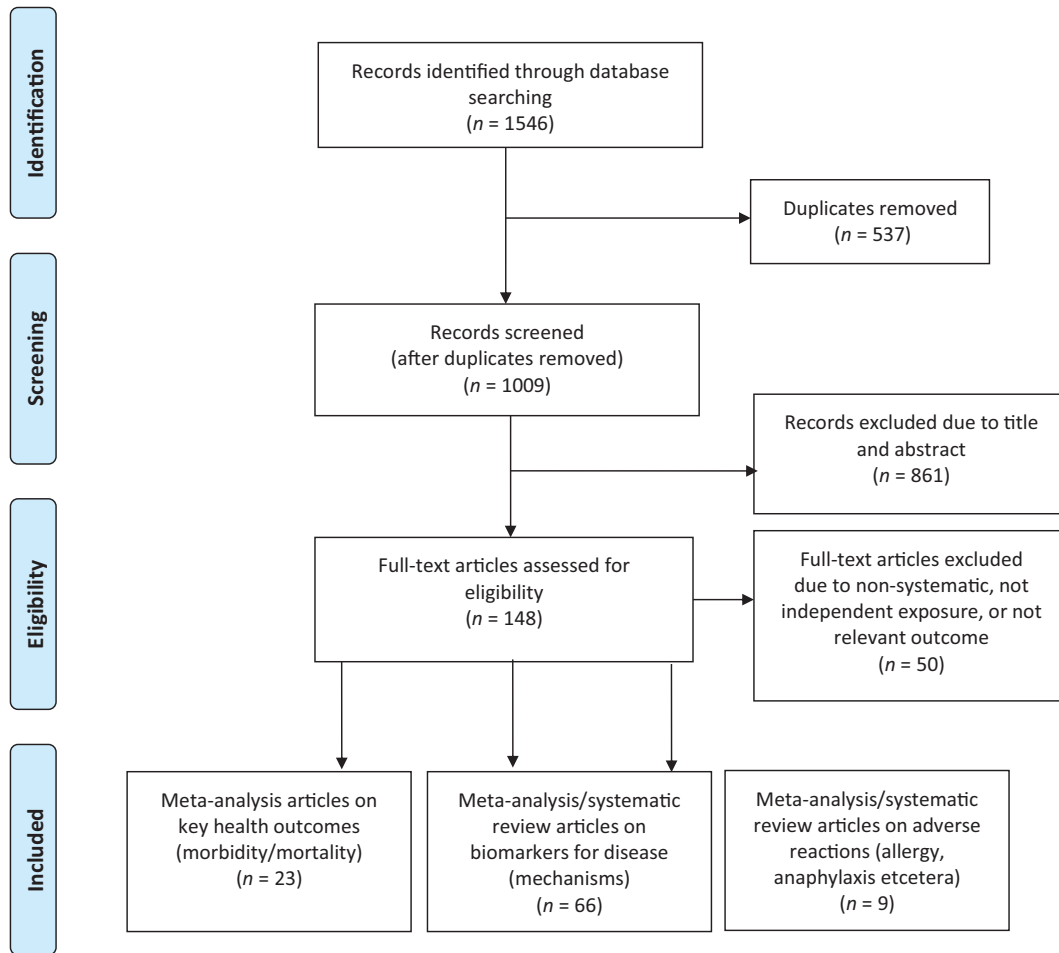 Identification
Records identified through database
searching
(n = 1546)
Duplicates removed
(n = 537)
Screening
Records screened
(after duplicates removed)
(n = 1009)
Records excluded due to title
and abstract
(n = 861)
Eligibility
Full-text articles assessed for
eligibility
(n = 148)
Full-text articles excluded
due to non-systematic, not
independent exposure, or not
relevant outcome
(n = 50)
Included
Meta-analysis articles on
key health outcomes
(morbidity/mortality)
(n = 23)
Meta-analysis/systematic
review articles on
biomarkers for disease
(mechanisms)
(n = 66)
Meta-analysis/systematic
review articles on adverse
reactions (allergy,
anaphylaxis etcetera)
(n = 9)